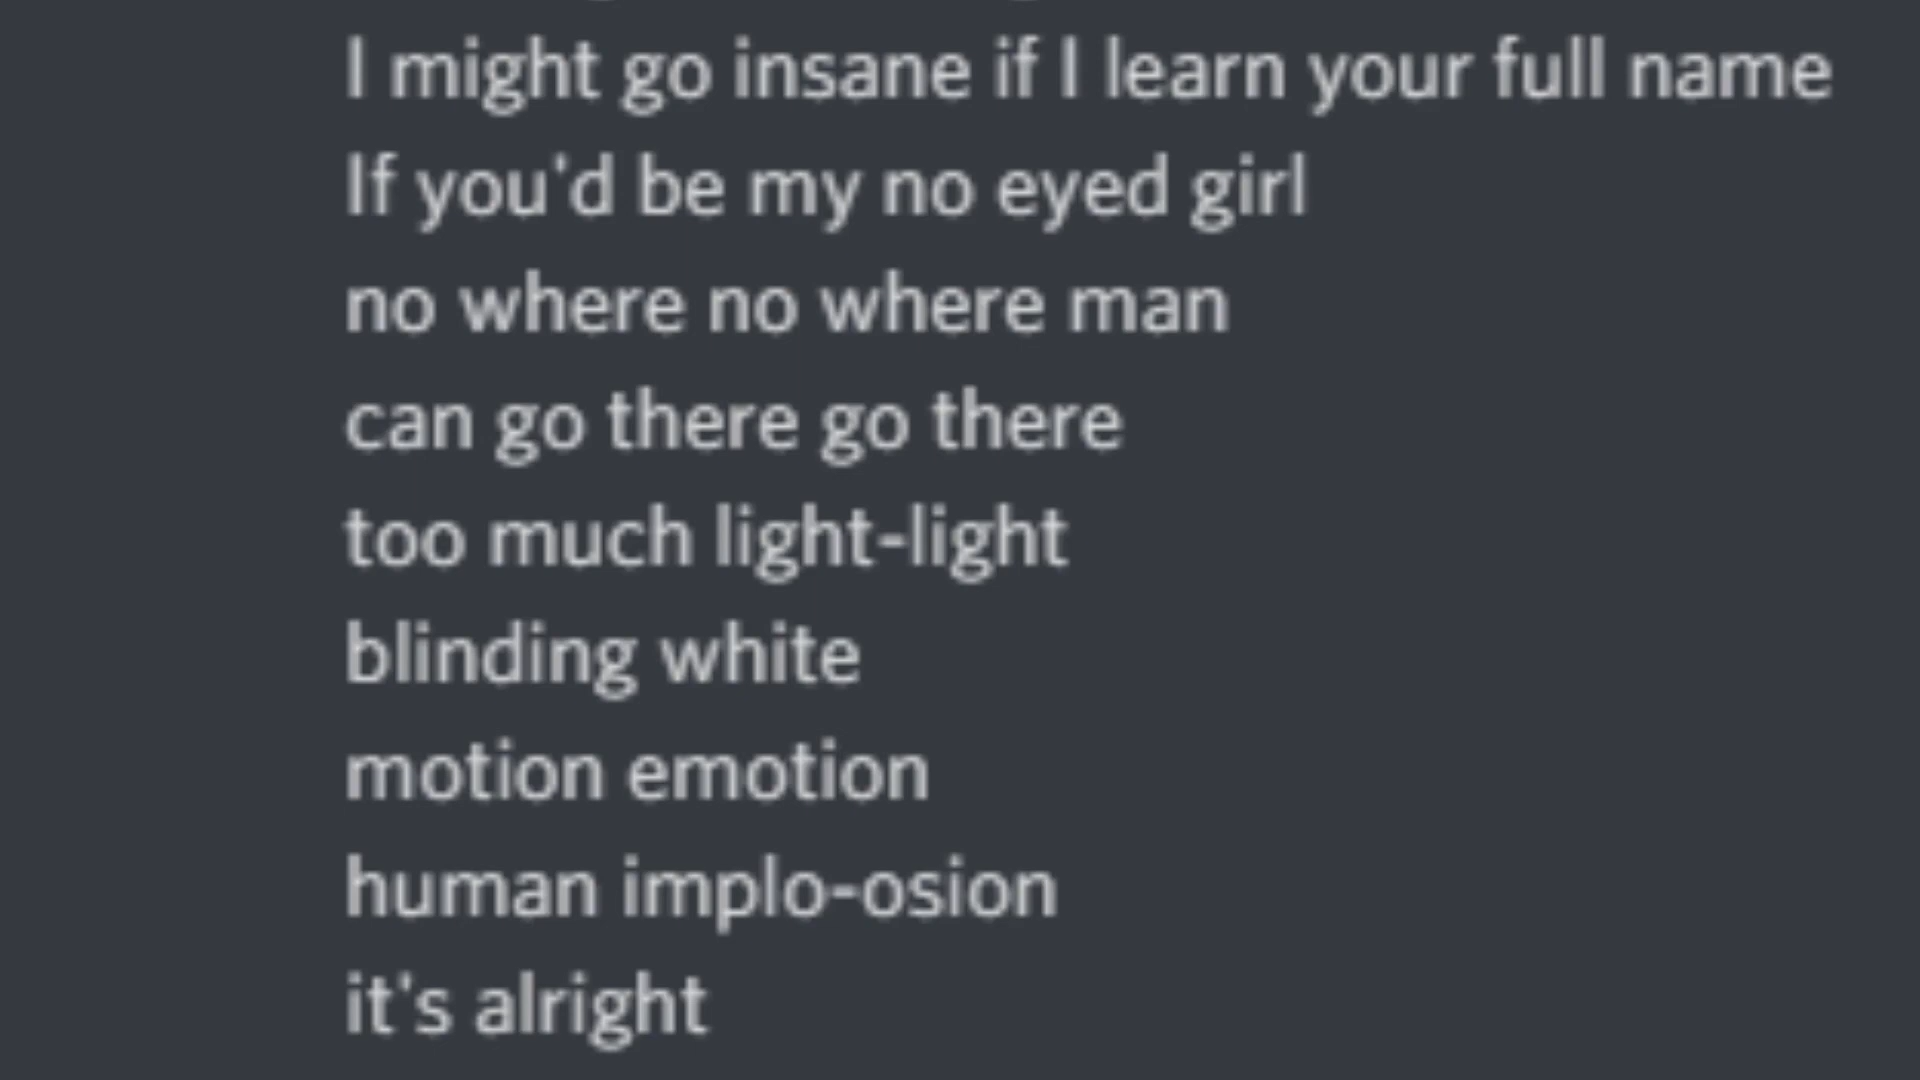 I might go insane if I learn your full name
If you'd be my no eyed girl
no where no where man
can go there go there
too much light-light
blinding white
motion emotion
human implo-osion
it's alright